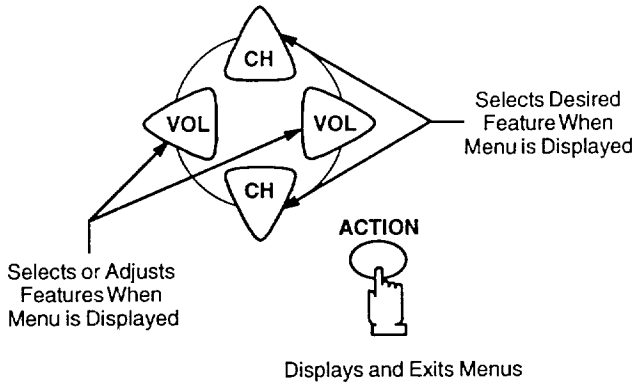 CH
VOL
VOL
CH
Selects Desired
Feature When
Menu is Displayed
ACTION
Selects or Adjusts
Features When
Menu is Displayed
Displays and Exits Menus